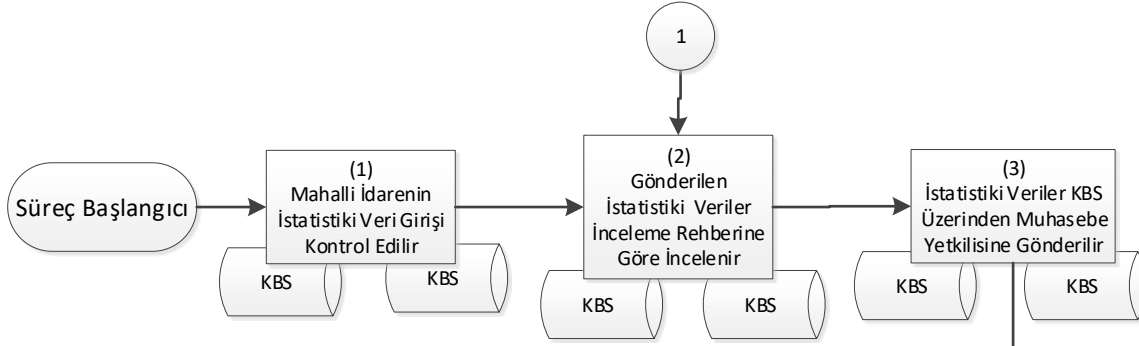 1
Süreç Başlangıcı
(1)
Mahalli İdarenin
İstatistiki Veri Girişi
Kontrol Edilir
KBS
KBS
(2)
Gönderilen
İstatistiki Veriler
İnceleme Rehberine
Göre İncelenir
KBS
KBS
(3)
İstatistiki Veriler KBS
Üzerinden Muhasebe
Yetkilisine Gönderilir
KBS
KBS